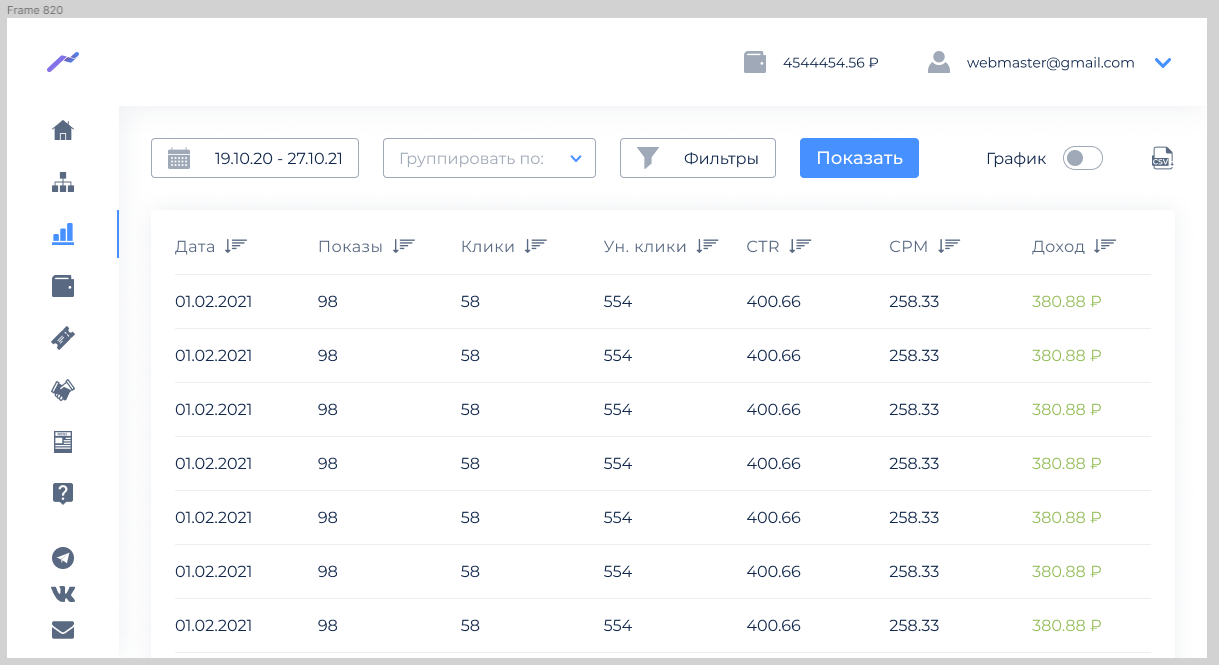 Frame 820
4544454.56 ₽ webmaster@gmail.com
19.10.20 - 27.10.21 Группировать по: Фильтры Показать График CSV
Дата Показы Клики Ун. клики CTR CPM Доход
01.02.2021 98 58 554 400.66 258.33 380.88 ₽
01.02.2021 98 58 554 400.66 258.33 380.88 ₽
01.02.2021 98 58 554 400.66 258.33 380.88 ₽
01.02.2021 98 58 554 400.66 258.33 380.88 ₽
01.02.2021 98 58 554 400.66 258.33 380.88 ₽
01.02.2021 98 58 554 400.66 258.33 380.88 ₽
01.02.2021 98 58 554 400.66 258.33 380.88 ₽